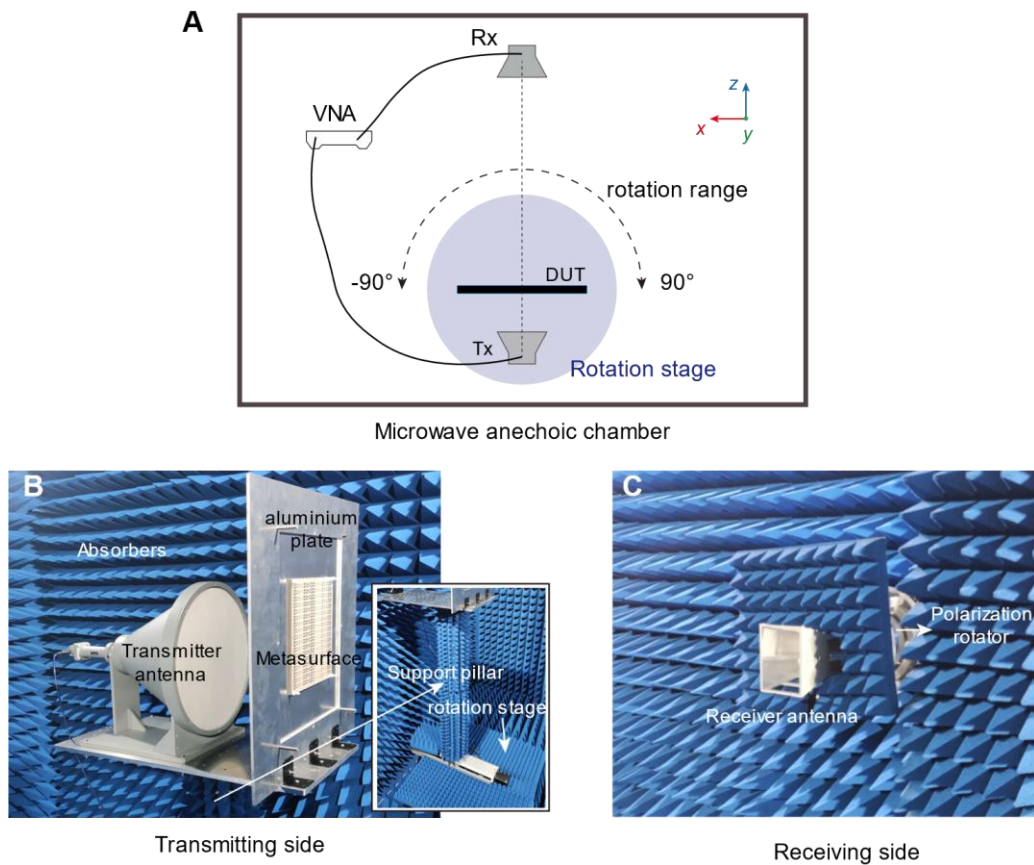 A
Rx
VNA
z
x
y
rotation range
DUT
-90°
90°
Tx
Rotation stage
Microwave anechoic chamber
B
aluminium
plate
Absorbers
Transmitter
antenna
Metasurface
Support pillar
rotation stage
Transmitting side
C
Polarization
rotator
Receiver antenna
Receiving side